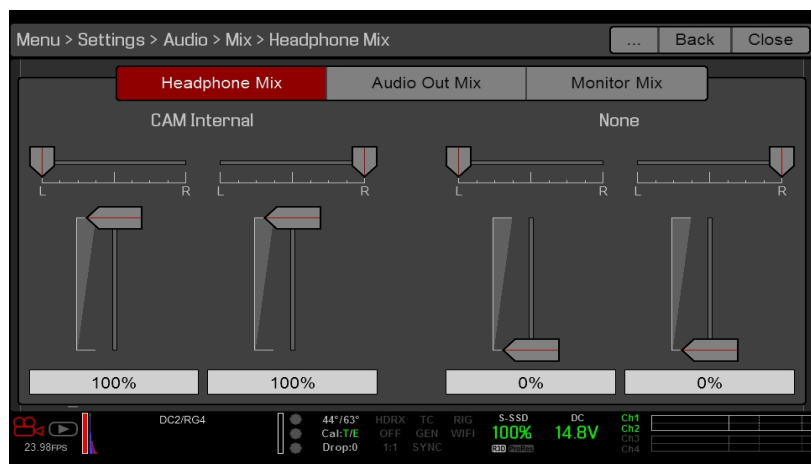 Menu > Settings > Audio > Mix > Headphone Mix ... Back Close
Headphone Mix Audio Out Mix Monitor Mix
CAM Internal None
L R L R L R L R
100% 100% 0% 0%
DC2/RG4 44°/63° HDRX TC RIG S-SSD DC Ch1
Cal:T/E OFF GEN WIFI 100% 14.8V Ch2
23.98FPS Drop:0 1:1 SYNC R3D ProRes Ch3
Ch4